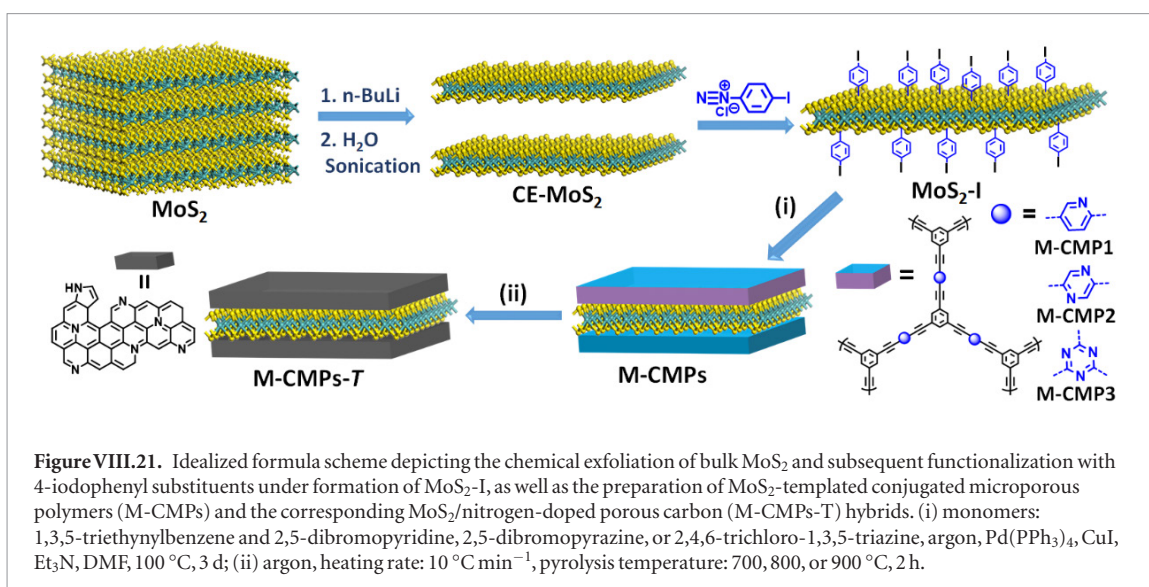 MoS₂
1. n-BuLi
2. H₂O
Sonication
CE-MoS₂
N≡N⊕
Cl⊖
I
I I I I I I
I I I I I
MoS₂-I
(i)
= N
M-CMP1
N
N
M-CMP2
N
N N
M-CMP3
=
M-CMPs
(ii)
M-CMPs-T
=
HN
N
N
N
N
N
N
Figure VIII.21. Idealized formula scheme depicting the chemical exfoliation of bulk MoS₂ and subsequent functionalization with
4-iodophenyl substituents under formation of MoS₂-I, as well as the preparation of MoS₂-templated conjugated microporous
polymers (M-CMPs) and the corresponding MoS₂/nitrogen-doped porous carbon (M-CMPs-T) hybrids. (i) monomers:
1,3,5-triethynylbenzene and 2,5-dibromopyridine, 2,5-dibromopyrazine, or 2,4,6-trichloro-1,3,5-triazine, argon, Pd(PPh₃)₄, CuI,
Et₃N, DMF, 100 °C, 3 d; (ii) argon, heating rate: 10 °C min⁻¹, pyrolysis temperature: 700, 800, or 900 °C, 2 h.